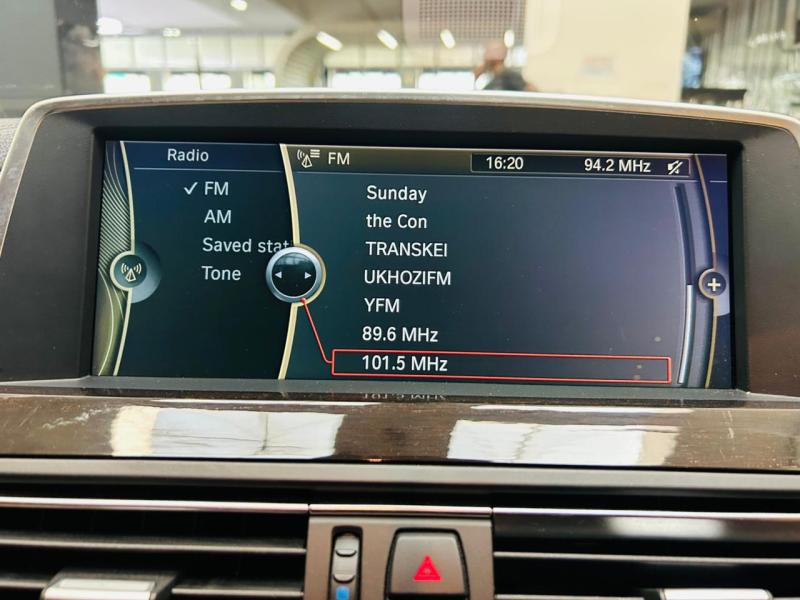 Radio
FM
AM
Saved stati
Tone
FM
16:20
94.2 MHz
Sunday
the Con
TRANSKEI
UKHOZIFM
YFM
89.6 MHz
101.5 MHz